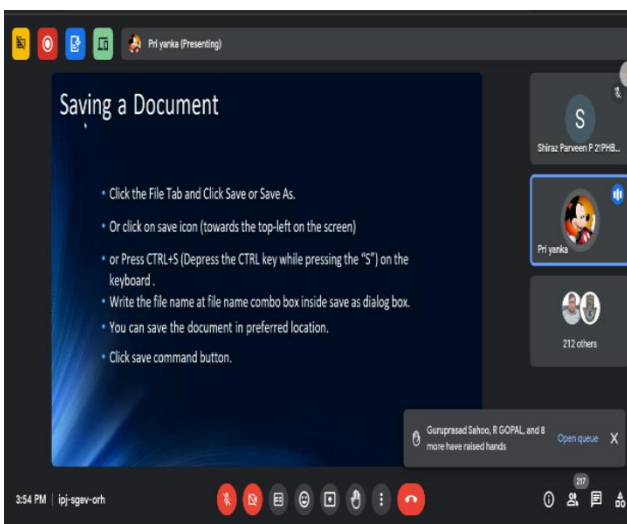 Pri yanka (Presenting)
Saving a Document
• Click the File Tab and Click Save or Save As.
• Or click on save icon (towards the top-left on the screen)
• or Press CTRL+S (Depress the CTRL key while pressing the “S”) on the
keyboard .
• Write the file name at file name combo box inside save as dialog box.
• You can save the document in preferred location.
• Click save command button.
S
Shiraz Parveen P 21PHB...
Pri yanka
212 others
Guruprasad Sahoo, R GOPAL, and 8
more have raised hands
Open queue X
217
3:54 PM | ipj-sgev-orh